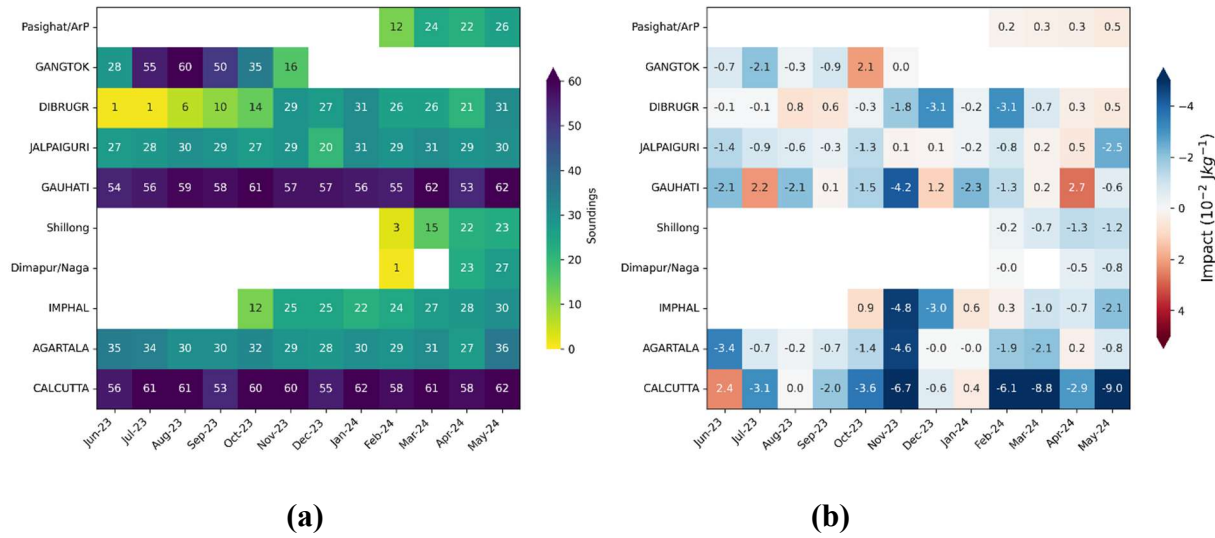 Pasighat/ArP 12 24 22 26
GANGTOK 28 55 60 50 35 16
DIBRUGR 1 1 6 10 14 29 27 31 26 26 21 31
JALPAIGURI 27 28 30 29 27 29 20 31 29 31 29 30
GAUHATI 54 56 59 58 61 57 57 56 55 62 53 62
Shillong 3 15 22 23
Dimapur/Naga 1 23 27
IMPHAL 12 25 25 22 24 27 28 30
AGARTALA 35 34 30 30 32 29 28 30 29 31 27 36
CALCUTTA 56 61 61 53 60 60 55 62 58 61 58 62
Jun-23 Jul-23 Aug-23 Sep-23 Oct-23 Nov-23 Dec-23 Jan-24 Feb-24 Mar-24 Apr-24 May-24
60
50
40
30
20
10
0
Soundings
(a)
Pasighat/ArP 0.2 0.3 0.3 0.5
GANGTOK -0.7 -2.1 -0.3 -0.9 2.1 0.0
DIBRUGR -0.1 -0.1 0.8 0.6 -0.3 -1.8 -3.1 -0.2 -3.1 -0.7 0.3 0.5
JALPAIGURI -1.4 -0.9 -0.6 -0.3 -1.3 0.1 0.1 -0.2 -0.8 0.2 0.5 -2.5
GAUHATI -2.1 2.2 -2.1 0.1 -1.5 -4.2 1.2 -2.3 -1.3 0.2 2.7 -0.6
Shillong -0.2 -0.7 -1.3 -1.2
Dimapur/Naga -0.0 -0.5 -0.8
IMPHAL 0.9 -4.8 -3.0 0.6 0.3 -1.0 -0.7 -2.1
AGARTALA -3.4 -0.7 -0.2 -0.7 -1.4 -4.6 -0.0 -0.0 -1.9 -2.1 0.2 -0.8
CALCUTTA 2.4 -3.1 0.0 -2.0 -3.6 -6.7 -0.6 0.4 -6.1 -8.8 -2.9 -9.0
Jun-23 Jul-23 Aug-23 Sep-23 Oct-23 Nov-23 Dec-23 Jan-24 Feb-24 Mar-24 Apr-24 May-24
−4
−2
0
2
4
Impact (10⁻² Jkg⁻¹)
(b)